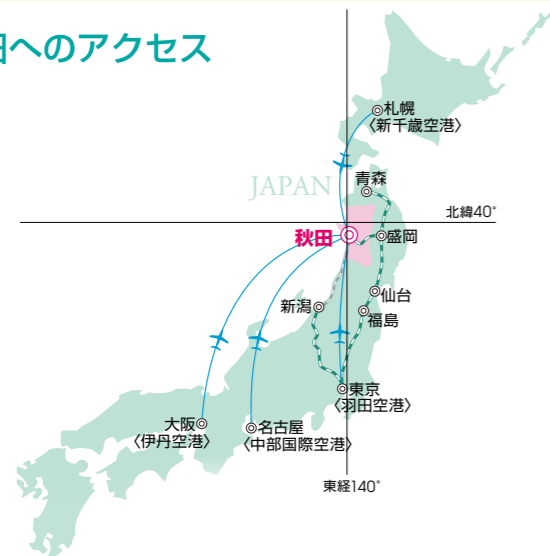 へのアクセス
札幌
〈新千歳空港〉
青森
JAPAN
北緯40°
秋田
盛岡
仙台
新潟
福島
東京
〈羽田空港〉
大阪
〈伊丹空港〉
名古屋
〈中部国際空港〉
東経140°